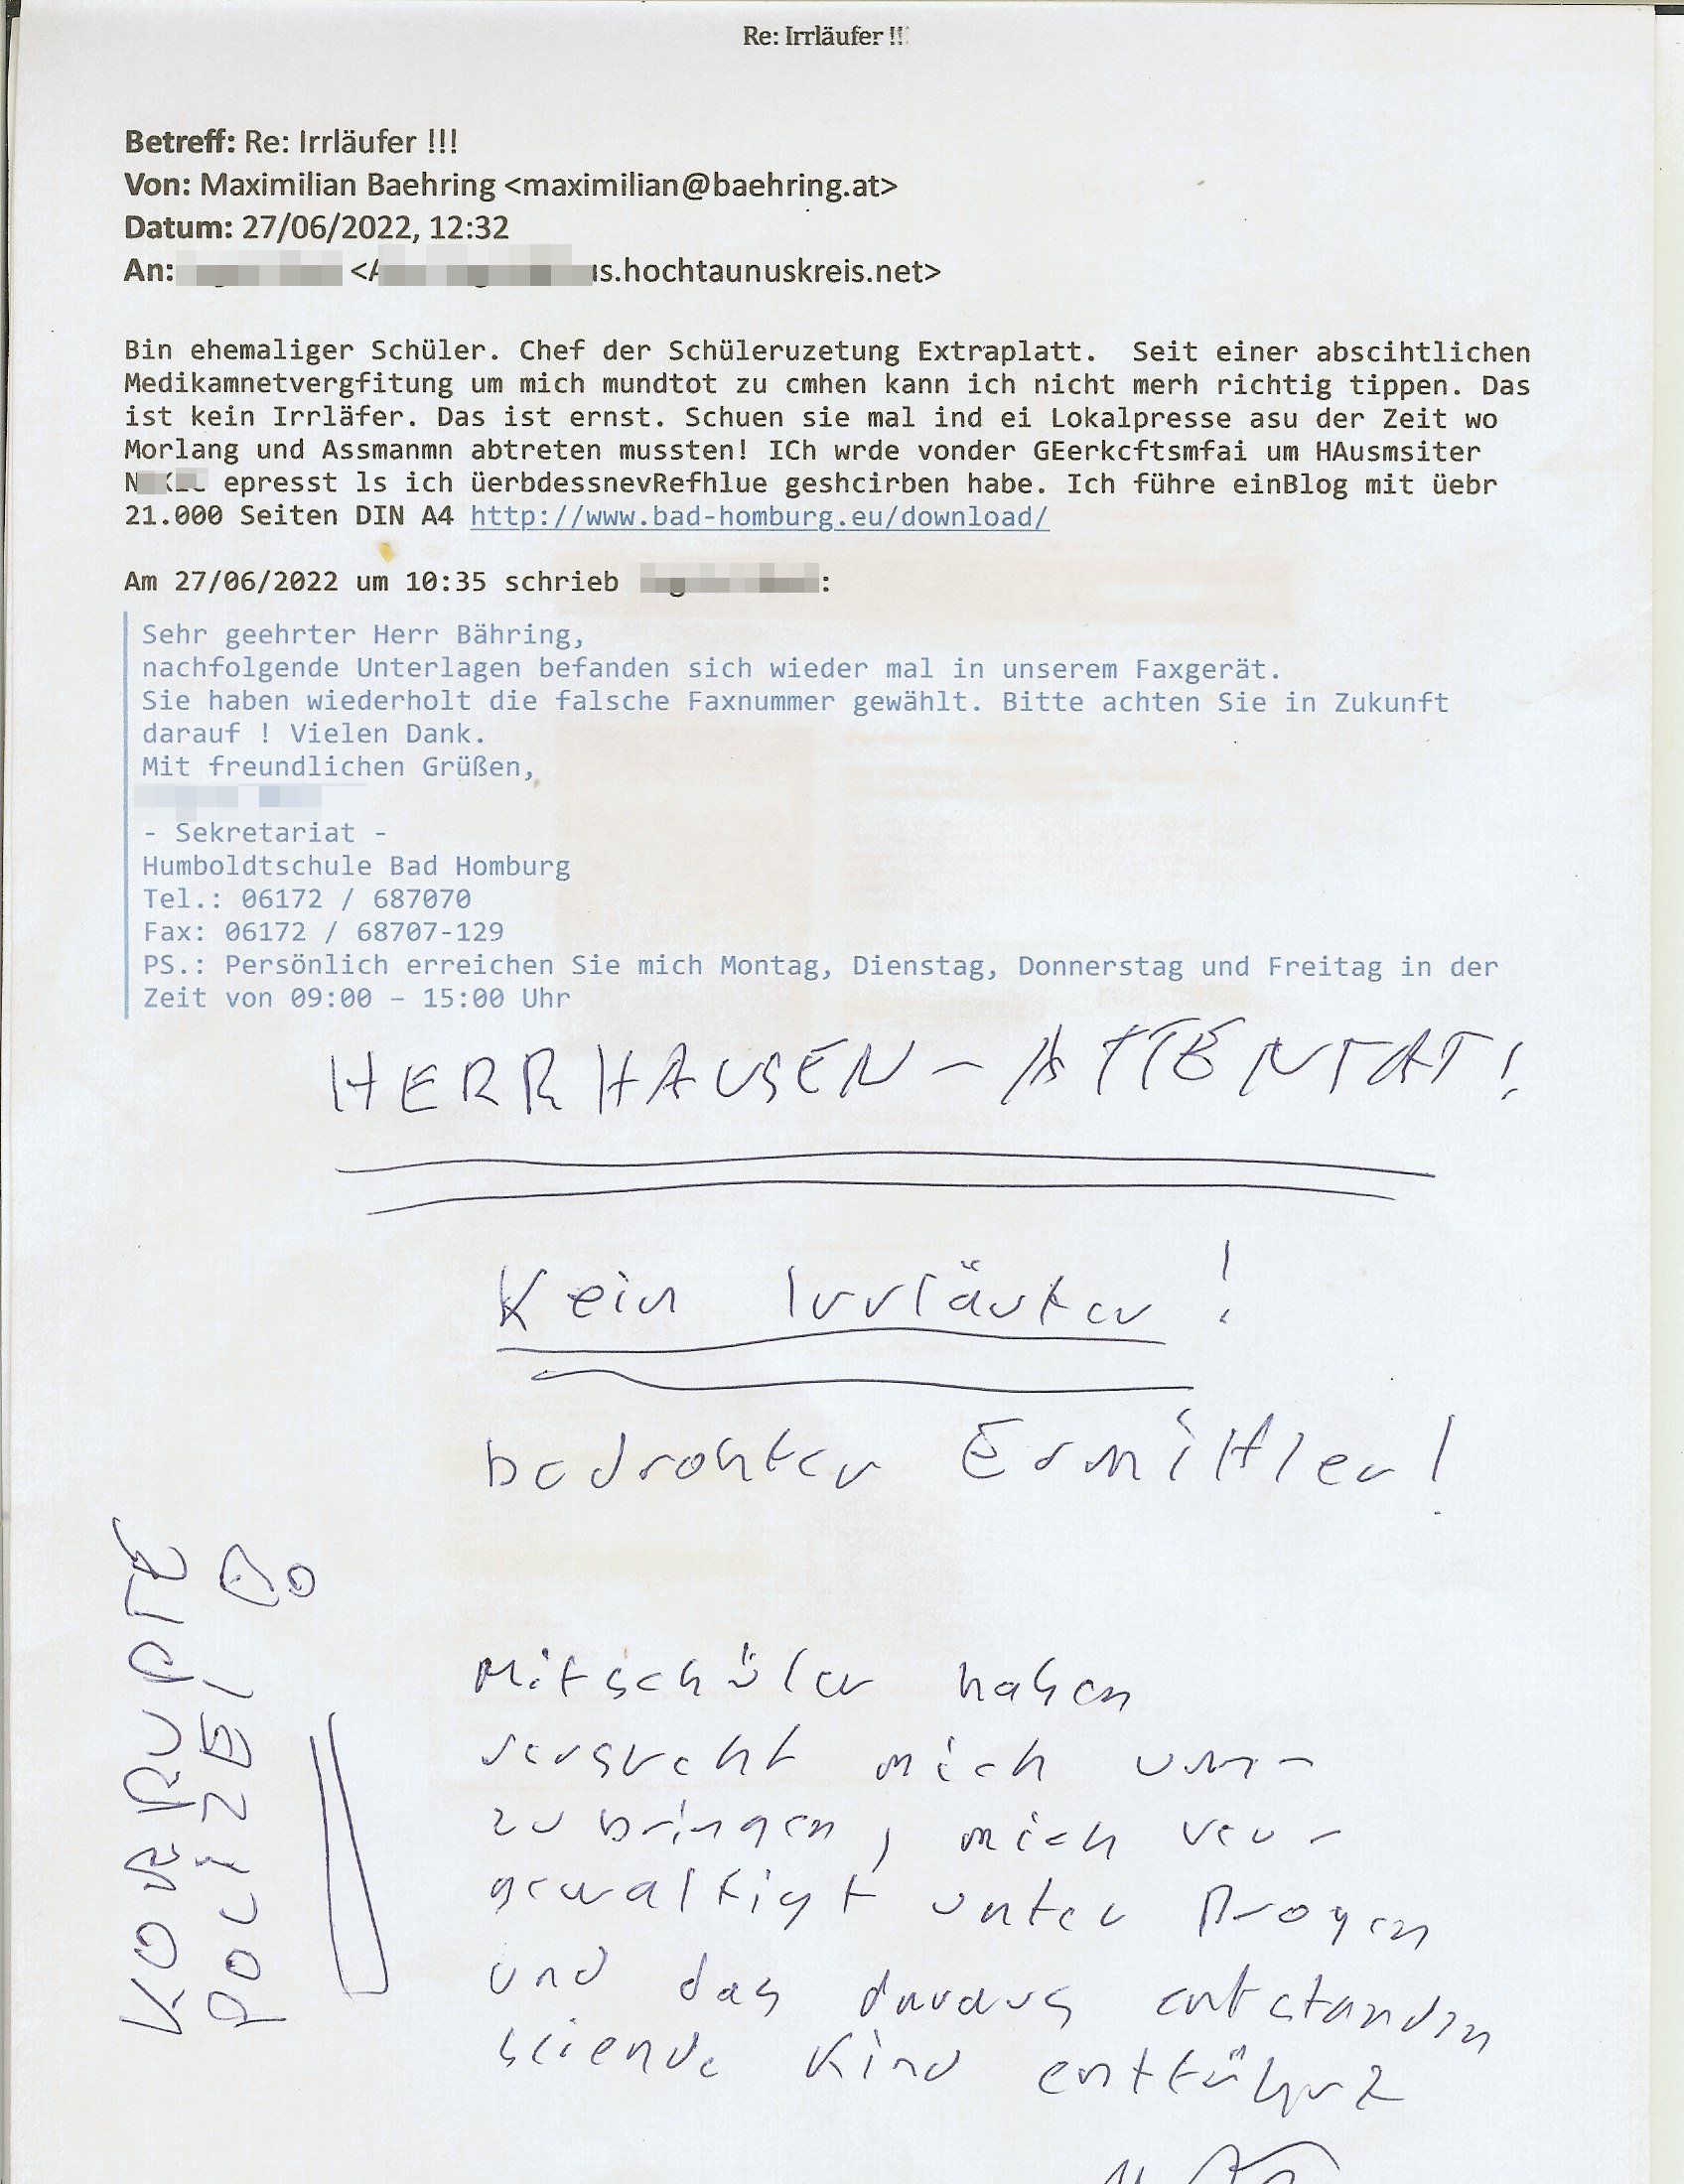 Re: Irrläufer !!!
Betreff: Re: Irrläufer !!!
Von: Maximilian Baehring <maximilian@baehring.at>
Datum: 27/06/2022, 12:32
An: <A s.hochtaunuskreis.net>
Bin ehemaliger Schüler. Chef der Schüleruzetung Extraplatt. Seit einer abscihtlichen
Medikamnetvergfitung um mich mundtot zu cmhen kann ich nicht merh richtig tippen. Das
ist kein Irrläfer. Das ist ernst. Schuen sie mal ind ei Lokalpresse asu der Zeit wo
Morlang und Assmanmn abtreten mussten! ICh wrde vonder GEerkcftsmfai um HAusmsiter
epresst ls ich üerbdessnevRefhlue geshcirben habe. Ich führe einBlog mit üebr
21.000 Seiten DIN A4 http://www.bad-homburg.eu/download/
Am 27/06/2022 um 10:35 schrieb :
Sehr geehrter Herr Bähring,
nachfolgende Unterlagen befanden sich wieder mal in unserem Faxgerät.
Sie haben wiederholt die falsche Faxnummer gewählt. Bitte achten Sie in Zukunft
darauf ! Vielen Dank.
Mit freundlichen Grüßen,
- Sekretariat -
Humboldtschule Bad Homburg
Tel.: 06172 / 687070
Fax: 06172 / 68707-129
PS.: Persönlich erreichen Sie mich Montag, Dienstag, Donnerstag und Freitag in der
Zeit von 09:00 – 15:00 Uhr
HERRHAUSEN - ATTENTAT!
Kein Irrläufer !
bedrohter Ermittler!
KORRUPTE
POLIZEI
Mitschüler haben
versucht mich um-
zu bringen, mich ver-
gewaltigt unter Drogen
und das daraus entstanden
seiende Kind entführt